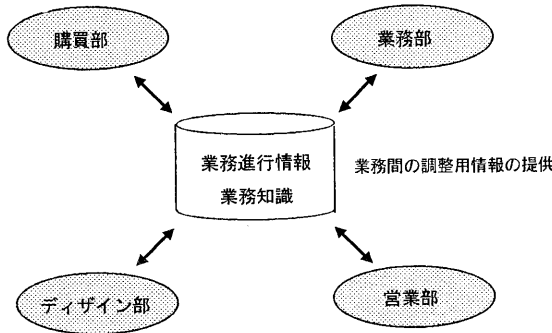 購買部
業務部
業務進行情報
業務知識
業務間の調整用情報の提供
ディザイン部
営業部